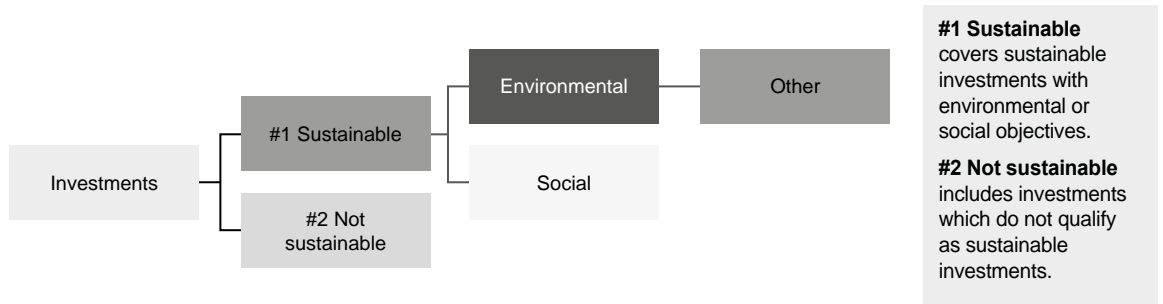 Environmental
Other
#1 Sustainable
Investments
Social
#2 Not
sustainable
#1 Sustainable
covers sustainable
investments with
environmental or
social objectives.
#2 Not sustainable
includes investments
which do not qualify
as sustainable
investments.